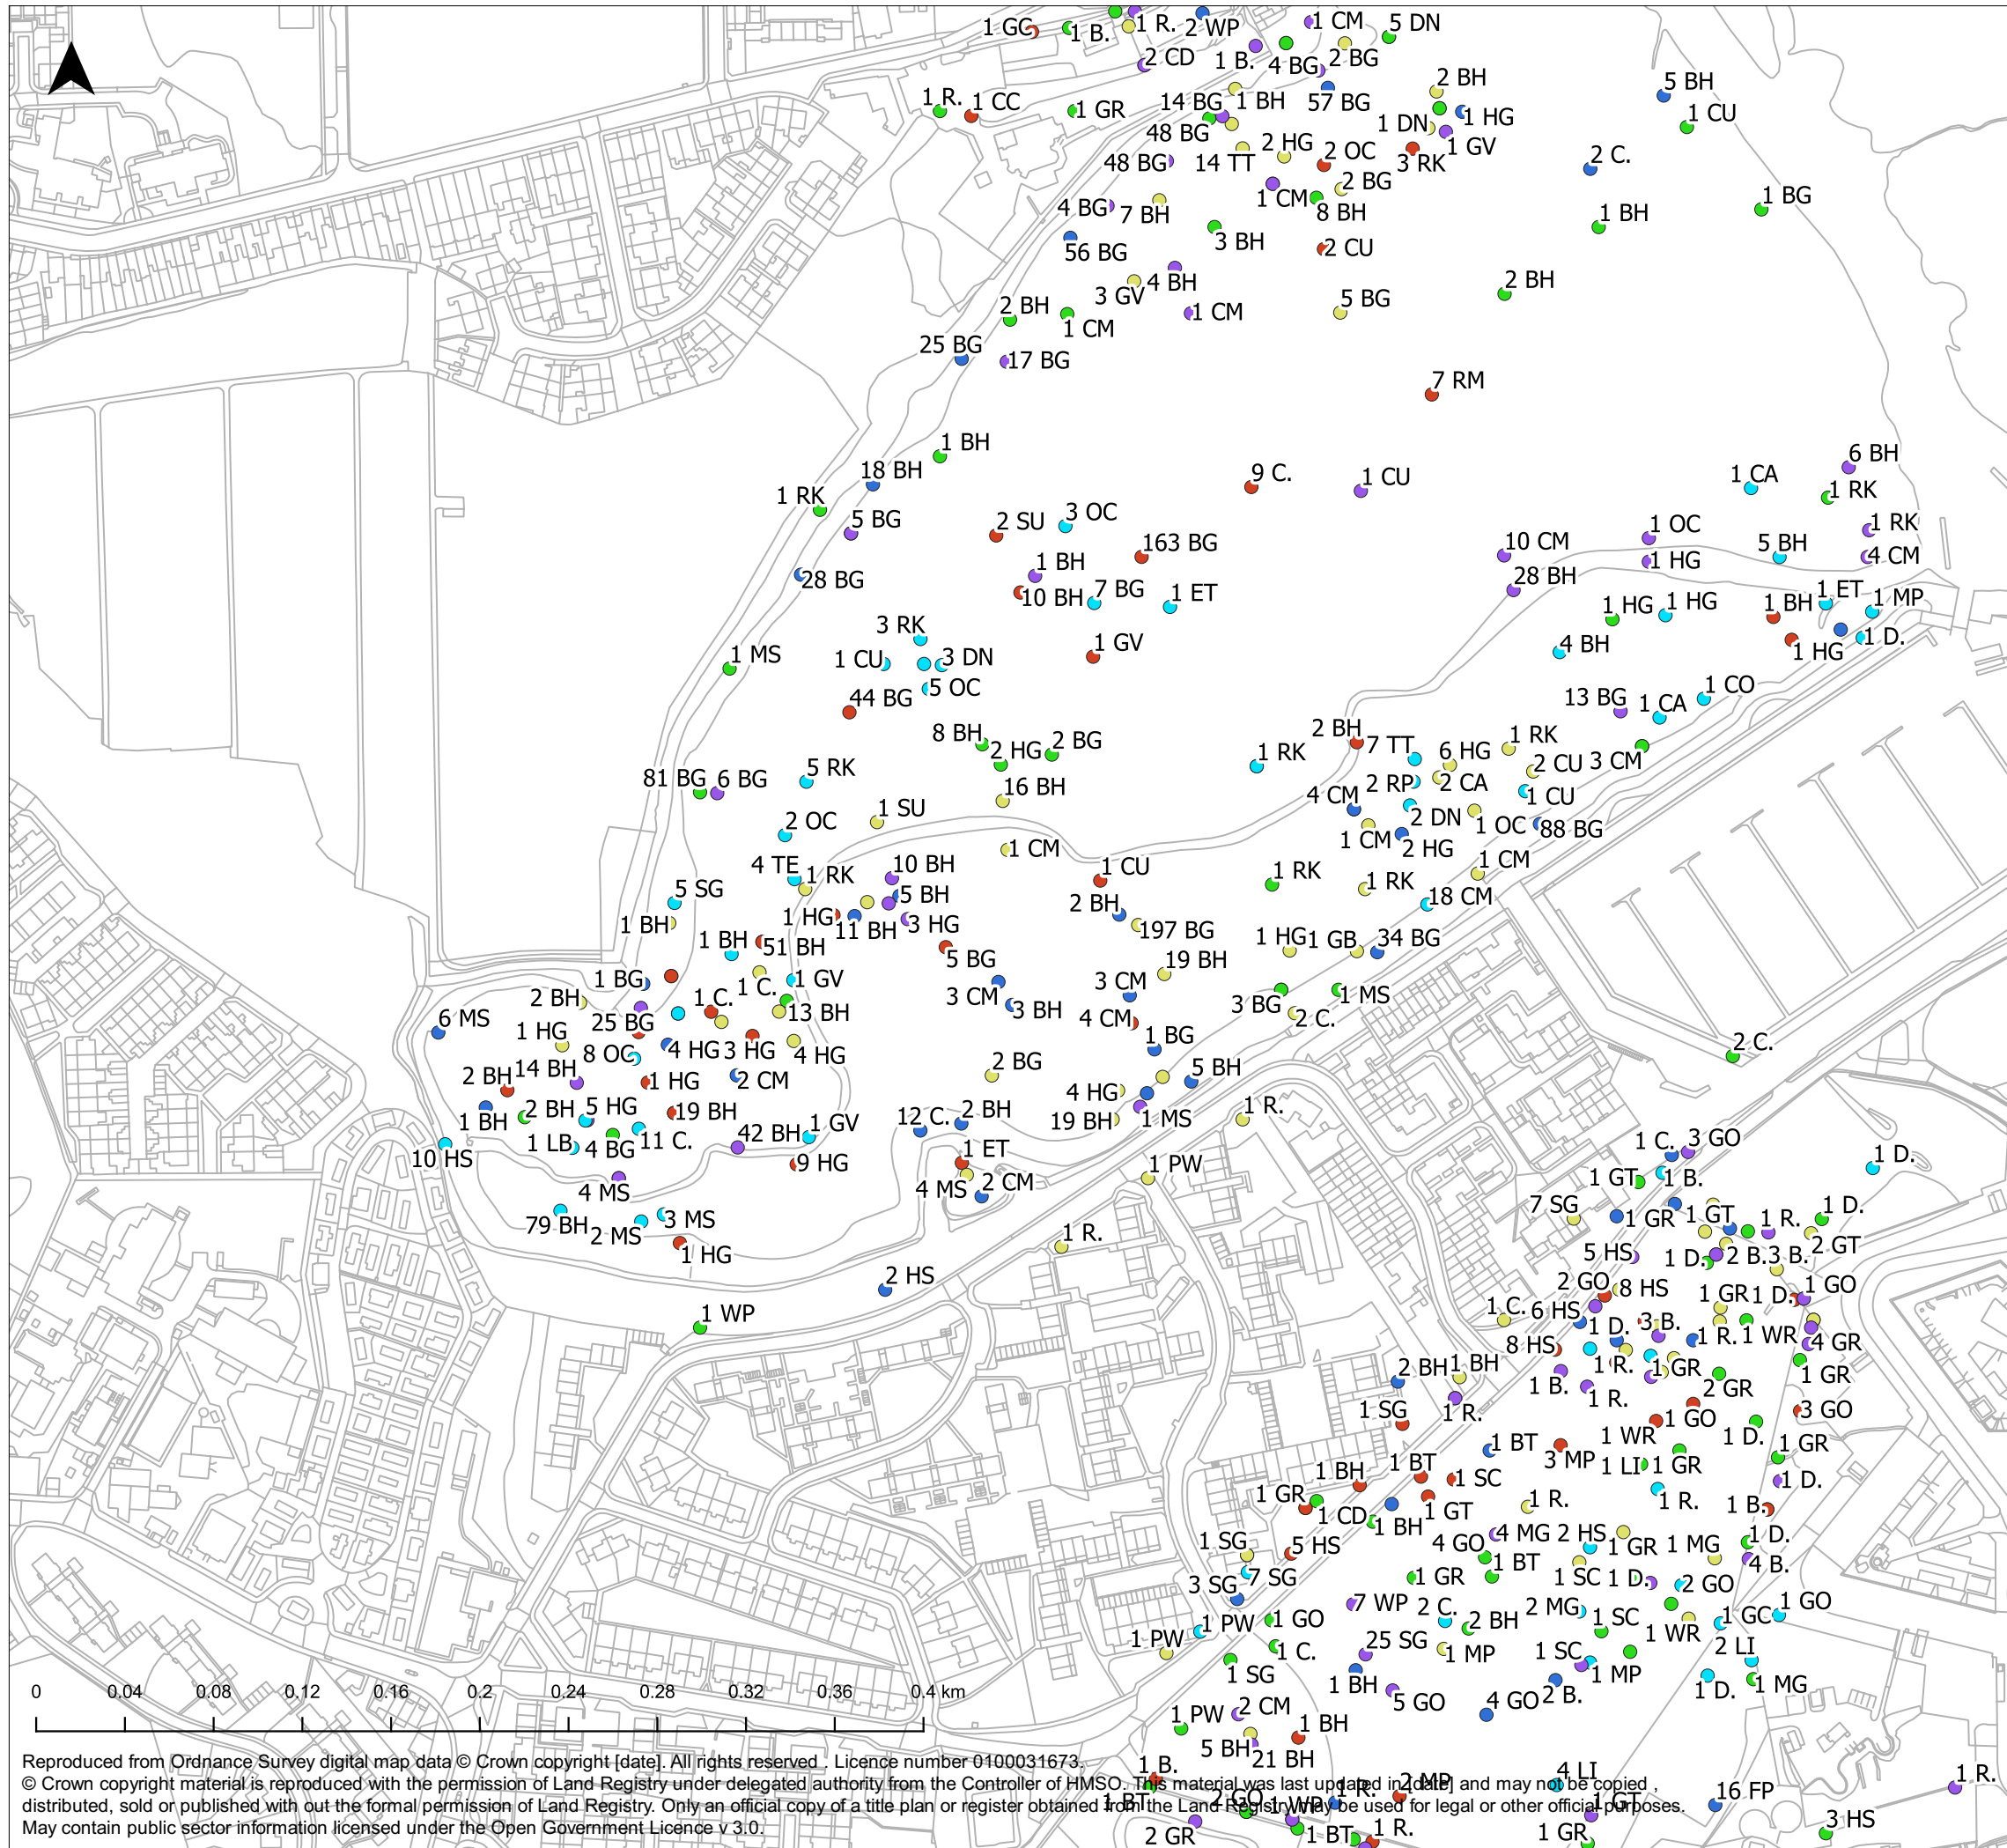 1 GC 1 B. 1 R. 2 WP 1 CM 5 DN
2 CD 1 B. 4 BG 2 BG
1 R. 1 CC 1 GR 14 BG 1 BH 57 BG 2 BH 1 HG 5 BH
48 BG 1 DN 1 GV 1 CU
48 BG 14 TT 2 HG 2 OC 3 RK 2 C.
4 BG 7 BH 1 CM 2 BG 8 BH 1 BG
56 BG 3 BH 2 CU 1 BH
4 BH 3 GV 2 BH
2 BH 1 CM 1 CM 5 BG
25 BG 17 BG
7 RM
1 BH
18 BH 9 C. 1 CU 1 CA 6 BH
1 RK 1 RK
5 BG 2 SU 3 OC 1 OC 1 RK
163 BG 10 CM 5 BH 4 CM
28 BG 1 BH 1 HG
10 BH 7 BG 1 ET 28 BH 1 HG 1 HG 1 BH 1 ET 1 MP
3 RK 1 GV 4 BH 1 HG 1 D.
1 MS 1 CU 3 DN
44 BG 5 OC 13 BG 1 CA 1 CO
8 BH 2 HG 2 BG 2 BH 7 TT 6 HG 1 RK 3 CM
81 BG 6 BG 5 RK 1 RK 2 RP 2 CA 2 CU
16 BH 4 CM 1 CU
2 OC 1 SU 2 DN 1 OC 88 BG
1 CM 1 CM 2 HG
4 TE 1 RK 10 BH 1 CU 1 RK 1 RK 1 CM
5 SG 5 BH 2 BH 18 CM
1 BH 1 HG 11 BH 3 HG 197 BG
1 BH 51 BH 5 BG 19 BH 1 HG 1 GB 34 BG
1 BG 1 C. 1 GV 3 CM 3 CM 3 BG 1 MS
2 BH 1 C. 13 BH 3 BH 2 C.
6 MS 25 BG 4 CM
1 HG 8 OC 4 HG 3 HG 4 HG 1 BG 2 C.
2 BH 14 BH 1 HG 2 CM 2 BG 5 BH
1 BH 2 BH 5 HG 19 BH 4 HG
1 LB 4 BG 11 C. 42 BH 1 GV 12 C. 2 BH 19 BH 1 MS 1 R.
10 HS 9 HG 1 ET 1 C. 3 GO 1 D.
4 MS 4 MS 2 CM 1 PW 1 GT 1 B.
79 BH 2 MS 3 MS 7 SG 1 GR 1 GT 1 R. 1 D.
1 HG 1 R. 5 HS 1 D. 2 B. 3 B. 2 GT
2 HS 2 GO 8 HS 1 GR 1 D. 1 GO
1 WP 1 C. 6 HS 1 D. 3 B. 1 R. 1 WR 4 GR
8 HS 1 R. 1 GR 1 GR
2 BH 1 BH 1 B. 1 R. 2 GR
1 SG 1 R. 1 GO 3 GO
1 BT 3 MP 1 WR 1 D. 1 GR
1 BH 1 BT 1 SC 1 LI 1 GR 1 D.
1 GR 1 CD 1 BH 1 GT 1 R. 1 R. 1 B.
1 SG 5 HS 4 MG 2 HS 1 GR 1 MG 1 D.
7 SG 4 GO 1 BT 4 B.
3 SG 1 GR 1 SC 1 D. 2 GO
1 PW 1 PW 1 GO 7 WP 2 C. 2 BH 2 MG 1 SC 1 WR 1 GC 1 GO
1 C. 25 SG 1 MP 1 SC 1 MP 2 LI
1 SG 1 BH 5 GO 4 GO 2 B. 1 D. 1 MG
0 0.04 0.08 0.12 0.16 0.2 0.24 0.28 0.32 0.36 0.4 km
1 PW 2 CM 1 BH
5 BH 21 BH
Reproduced from Ordnance Survey digital map data © Crown copyright [date]. All rights reserved . Licence number 0100031673.
1 B. 4 LI
© Crown copyright material is reproduced with the permission of Land Registry under delegated authority from the Controller of HMSO. This material was last updated in [date] and may not be copied ,
1 BT 2 GO 1 WP 1 R. 2 MP 1 GT 16 FP 1 R.
distributed, sold or published with out the formal permission of Land Registry. Only an official copy of a title plan or register obtained from the Land Registry may be used for legal or other official purposes.
May contain public sector information licensed under the Open Government Licence v 3.0.
2 GR 1 BT 1 R. 1 GR 3 HS